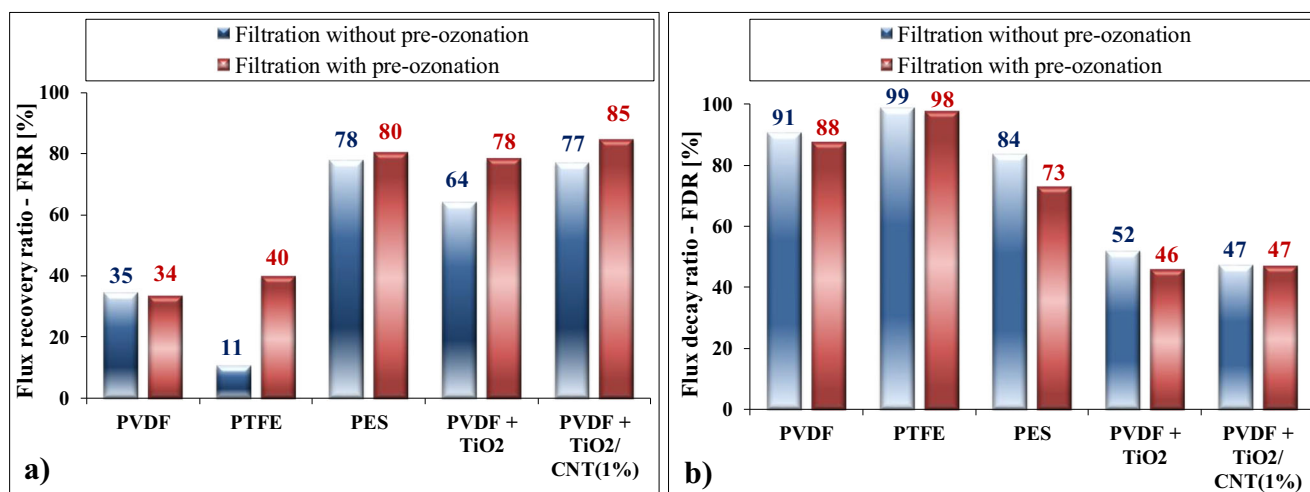 Filtration without pre-ozonation
Filtration with pre-ozonation
Flux recovery ratio - FRR [%]
100
80
60
40
20
0
35
34
11
40
78
80
64
78
77
85
PVDF
PTFE
PES
PVDF +
TiO2
PVDF +
TiO2/
CNT(1%)
a)
Filtration without pre-ozonation
Filtration with pre-ozonation
Flux decay ratio - FDR [%]
100
80
60
40
20
0
91
88
99
98
84
73
52
46
47
47
PVDF
PTFE
PES
PVDF +
TiO2
PVDF +
TiO2/
CNT(1%)
b)